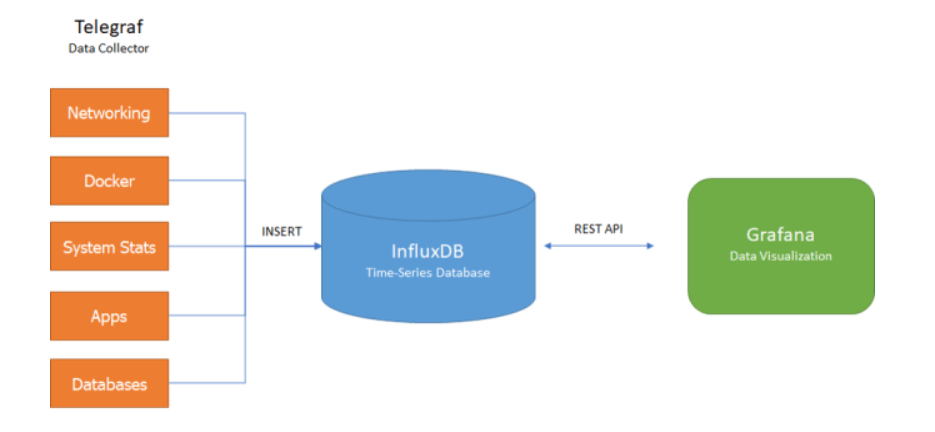 Telegraf
Data Collector
Networking
Docker
System Stats
Apps
Databases
INSERT
InfluxDB
Time-Series Database
REST API
Grafana
Data Visualization